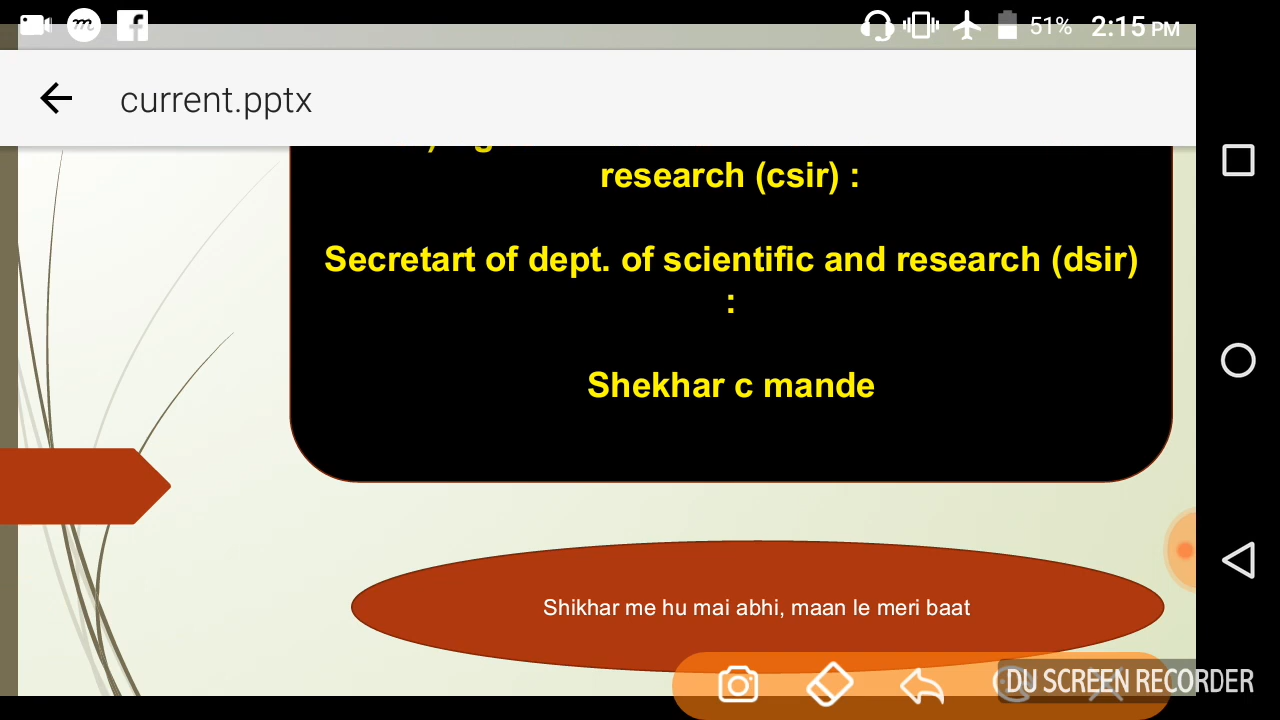 51% 2:15 PM
current.pptx
research (csir) :
Secretart of dept. of scientific and research (dsir)
:
Shekhar c mande
Shikhar me hu mai abhi, maan le meri baat
DU SCREEN RECORDER